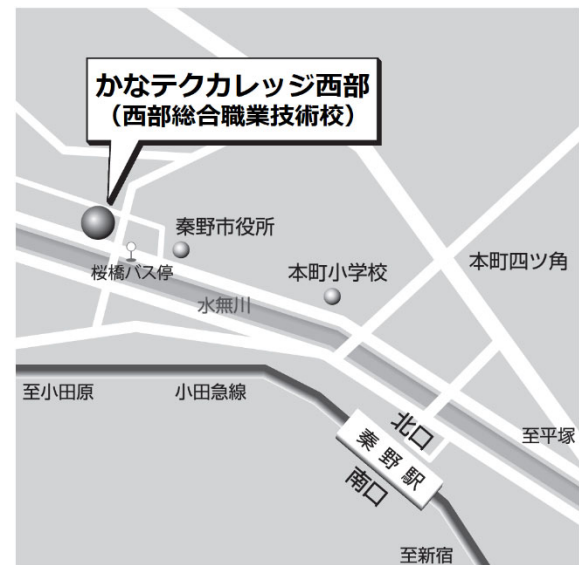 かなテクカレッジ西部
（西部総合職業技術校）
秦野市役所
桜橋バス停
本町小学校
本町四ツ角
水無川
至小田原
小田急線
北口
至平塚
秦野駅
南口
至新宿